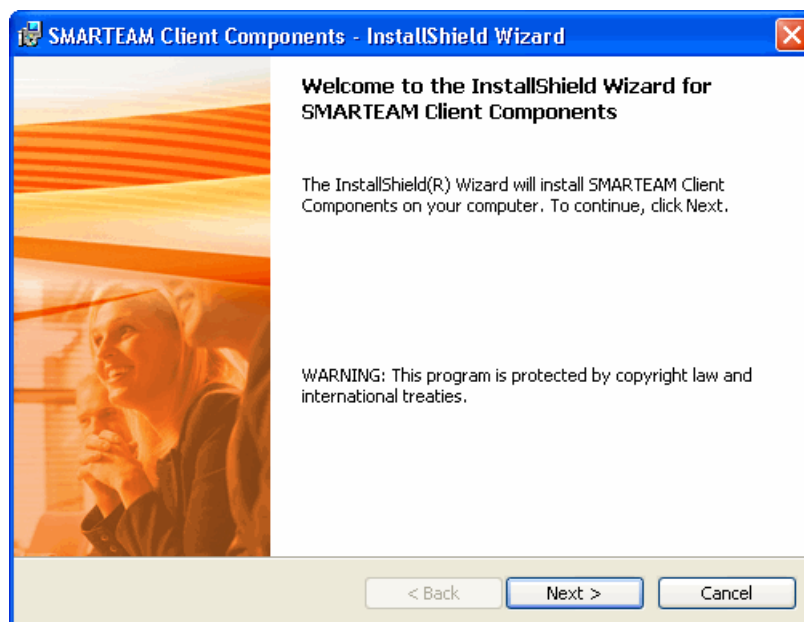 SMARTEAM Client Components - InstallShield Wizard
Welcome to the InstallShield Wizard for
SMARTEAM Client Components
The InstallShield(R) Wizard will install SMARTEAM Client
Components on your computer. To continue, click Next.
WARNING: This program is protected by copyright law and
international treaties.
< Back
Next >
Cancel